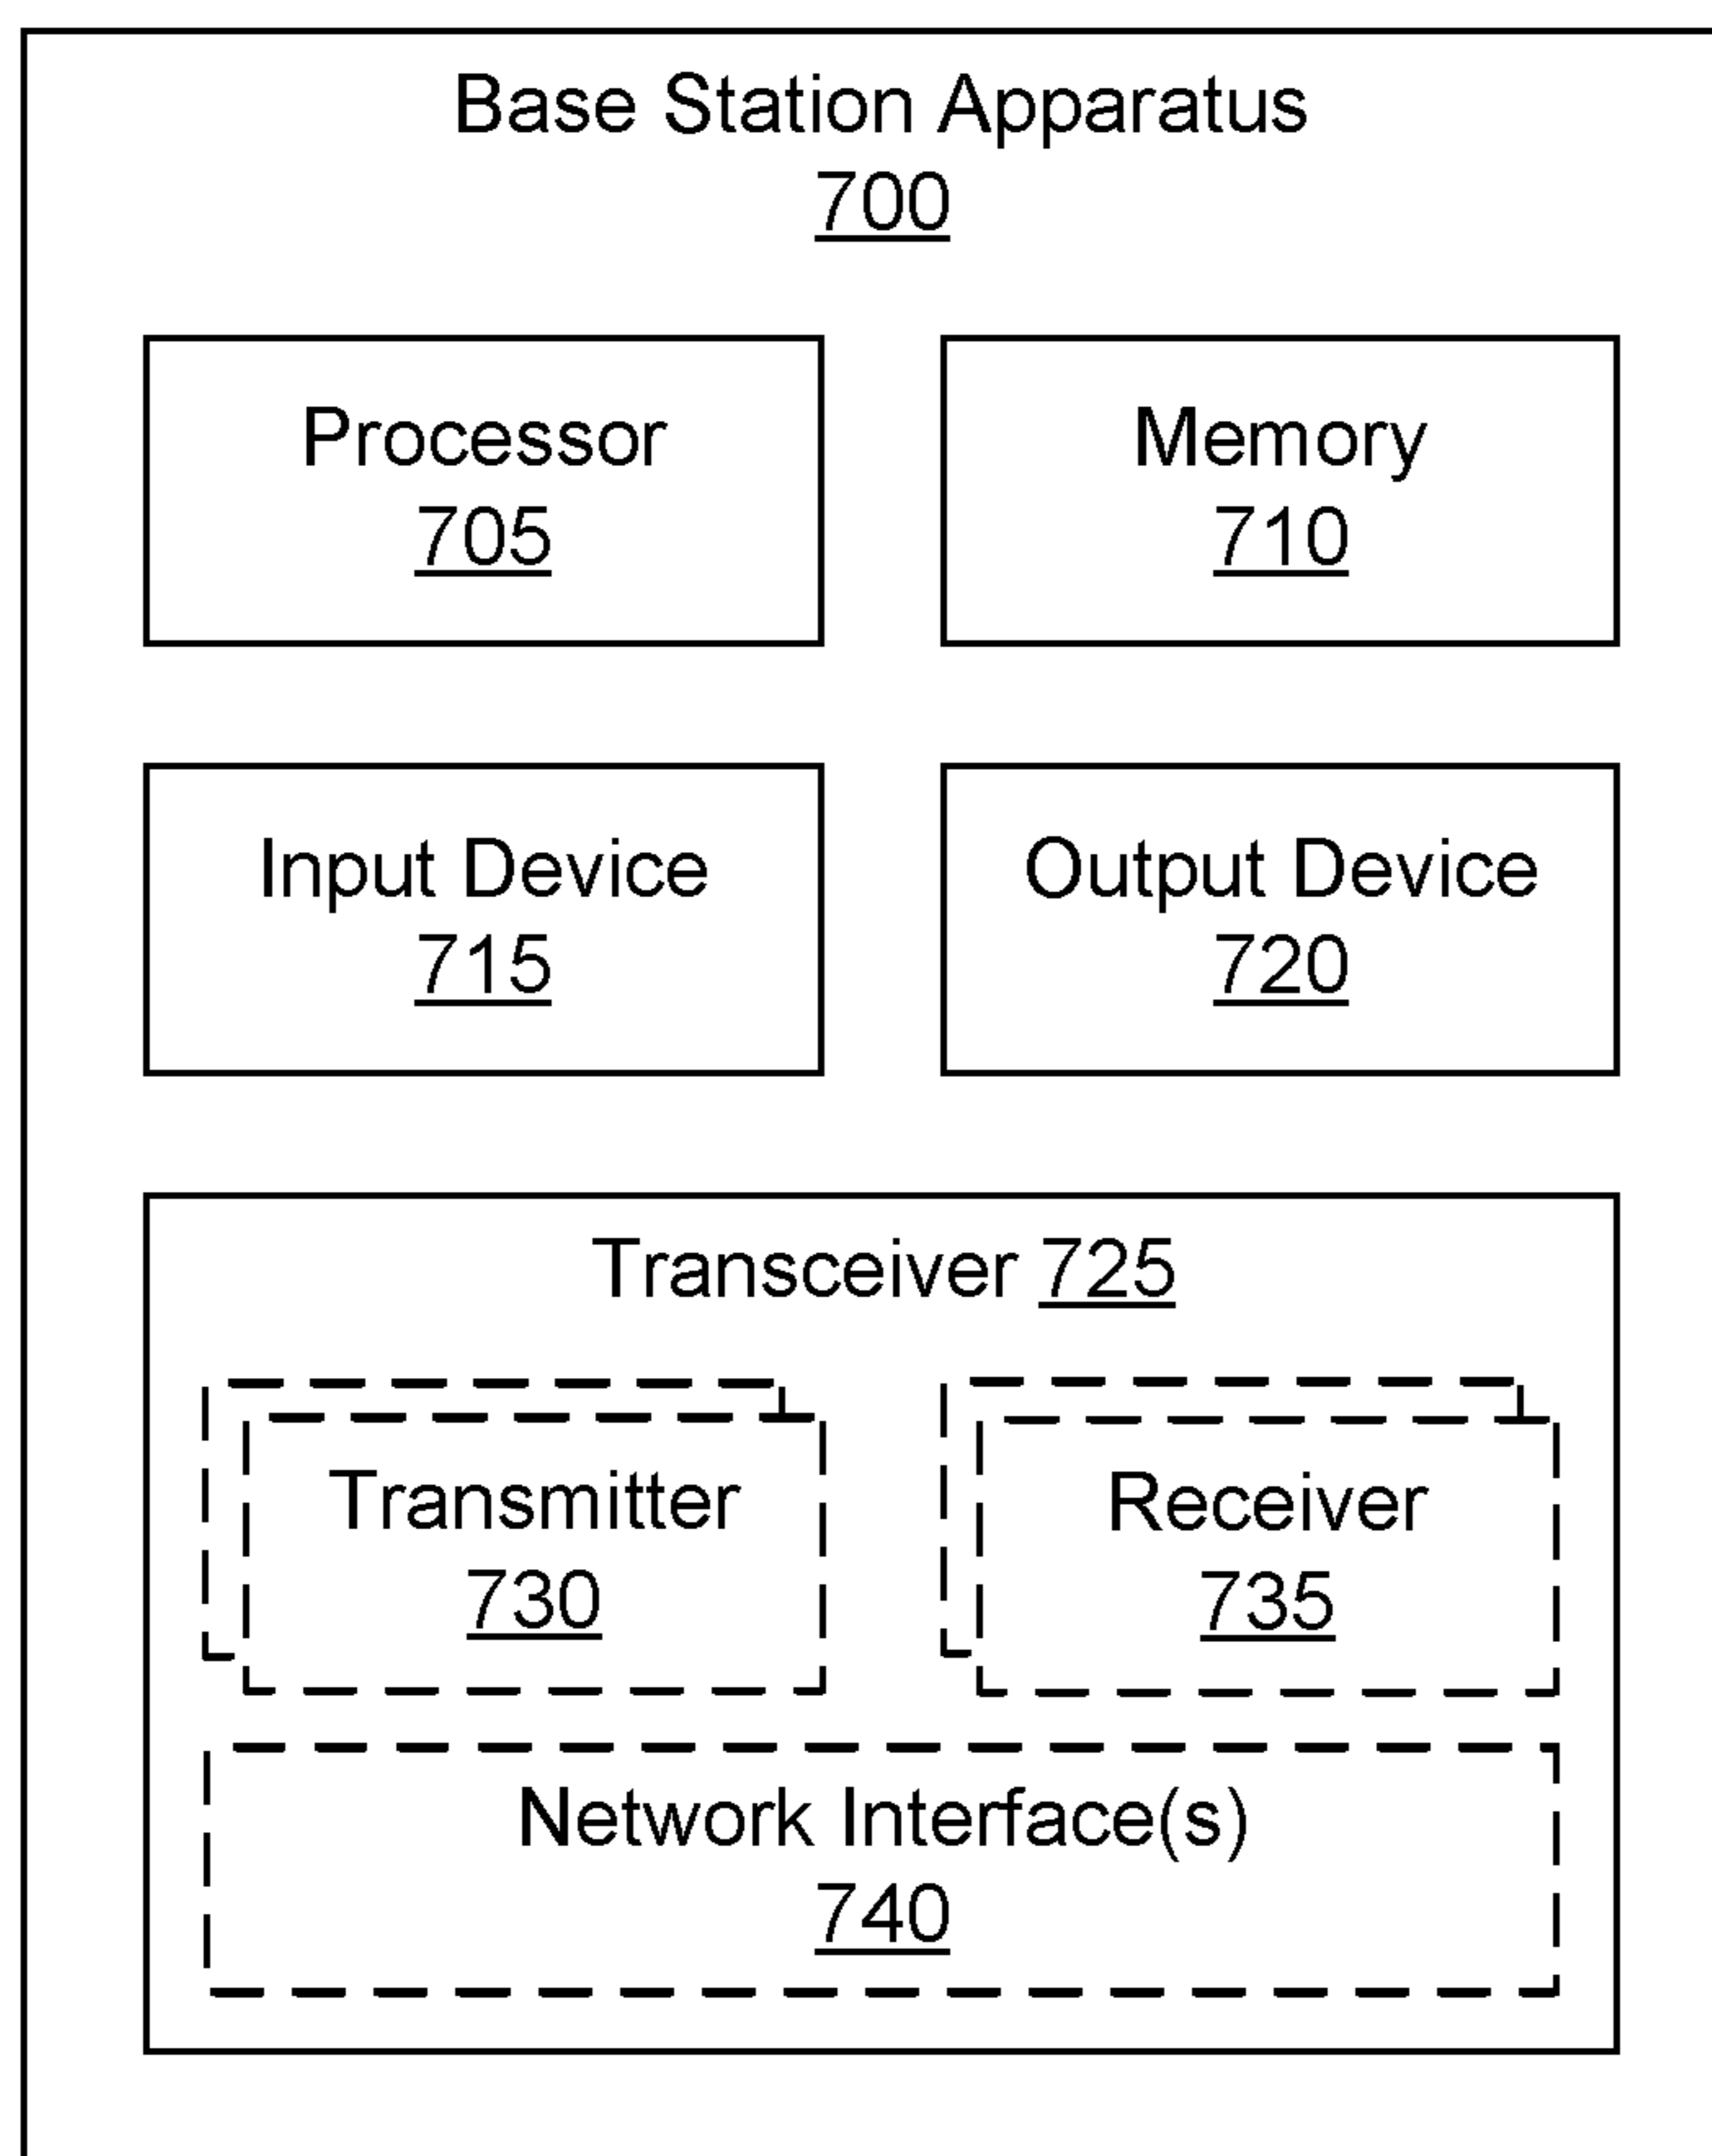 Base Station Apparatus
700
Processor
705
Memory
710
Input Device
715
Output Device
720
Transceiver 725
Transmitter
730
Receiver
735
Network Interface(s)
740